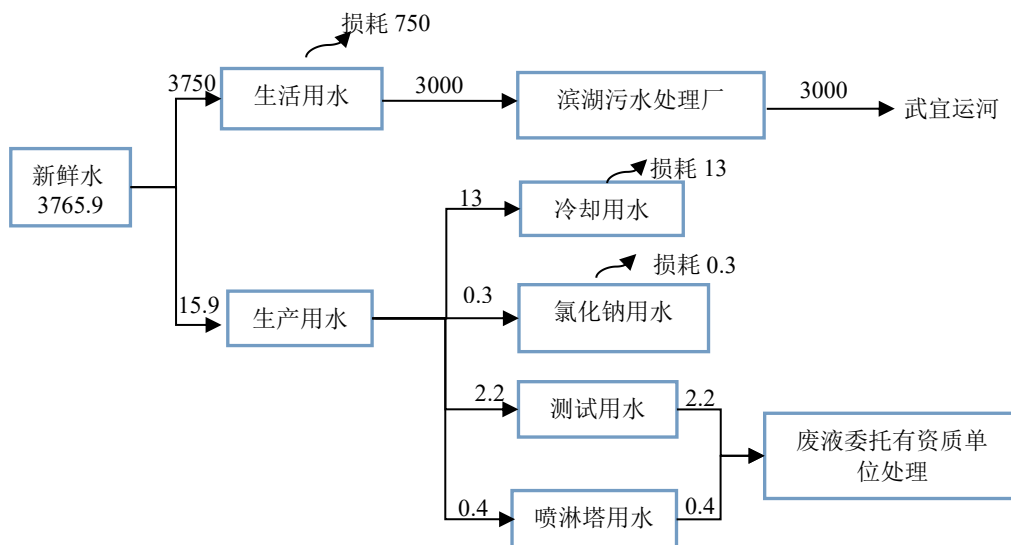 损耗 750
3750
生活用水
3000
滨湖污水处理厂
3000
武宜运河
新鲜水
3765.9
损耗 13
13
冷却用水
损耗 0.3
15.9
生产用水
0.3
氯化钠用水
2.2
测试用水
2.2
废液委托有资质单
位处理
0.4
喷淋塔用水
0.4